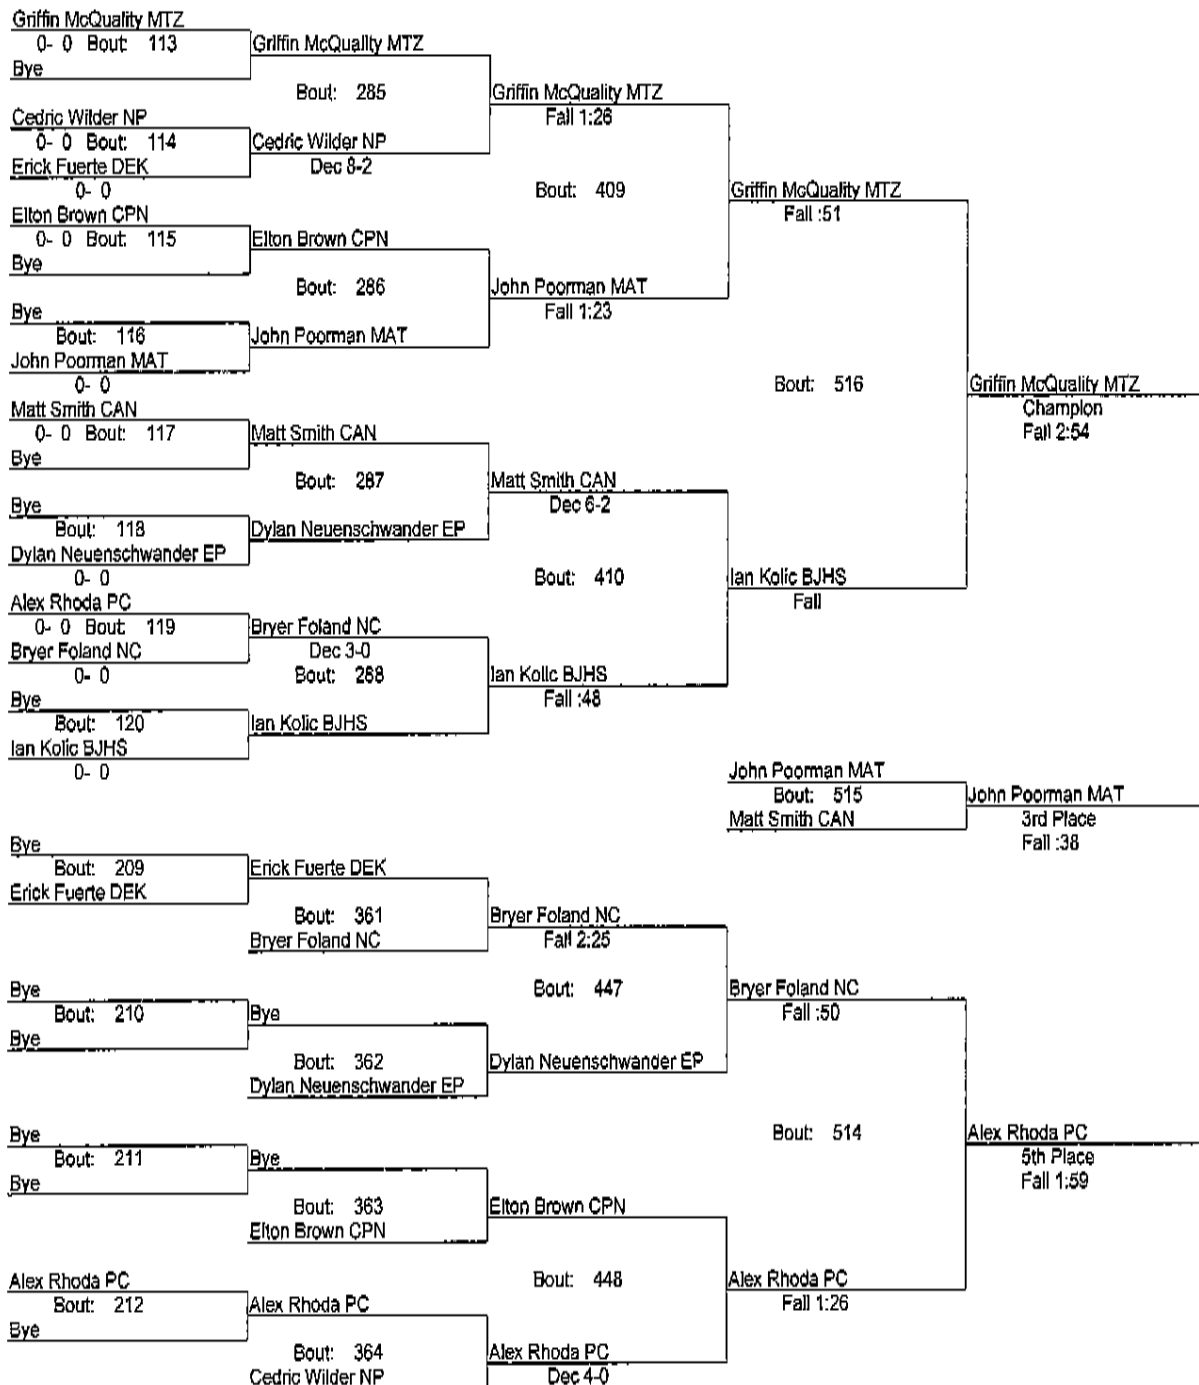 Griffin McQuality MTZ
0- 0 Bout: 113
Bye
Griffin McQuality MTZ
Bout: 285
Cedric Wilder NP
0- 0 Bout: 114
Erick Fuerte DEK
0- 0
Cedric Wilder NP
Dec 8-2
Griffin McQuality MTZ
Fall 1:26
Bout: 409
Elton Brown CPN
0- 0 Bout: 115
Bye
Elton Brown CPN
Bout: 286
Bye
Bout: 116
John Poorman MAT
0- 0
John Poorman MAT
John Poorman MAT
Fall 1:23
Griffin McQuality MTZ
Fall :51
Bout: 516
Griffin McQuality MTZ
Champion
Fall 2:54
Matt Smith CAN
0- 0 Bout: 117
Bye
Matt Smith CAN
Bout: 287
Bye
Bout: 118
Dylan Neuenschwander EP
0- 0
Dylan Neuenschwander EP
Matt Smith CAN
Dec 6-2
Bout: 410
Alex Rhoda PC
0- 0 Bout 119
Bryer Foland NC
0- 0
Bryer Foland NC
Dec 3-0
Bout: 288
Bye
Bout: 120
Ian Kolic BJHS
0- 0
Ian Kolic BJHS
Ian Kolic BJHS
Fall :48
Ian Kolic BJHS
Fall
John Poorman MAT
Bout: 515
Matt Smith CAN
John Poorman MAT
3rd Place
Fall :38
Bye
Bout: 209
Erick Fuerte DEK
Erick Fuerte DEK
Bout: 361
Bryer Foland NC
Bryer Foland NC
Fall 2:25
Bout: 447
Bye
Bout: 210
Bye
Bye
Bout: 362
Dylan Neuenschwander EP
Dylan Neuenschwander EP
Bryer Foland NC
Fall :50
Bout: 514
Alex Rhoda PC
5th Place
Fall 1:59
Bye
Bout: 211
Bye
Bye
Bout: 363
Elton Brown CPN
Elton Brown CPN
Bout: 448
Alex Rhoda PC
Fall 1:26
Alex Rhoda PC
Bout: 212
Bye
Alex Rhoda PC
Bout: 364
Cedric Wilder NP
Alex Rhoda PC
Dec 4-0